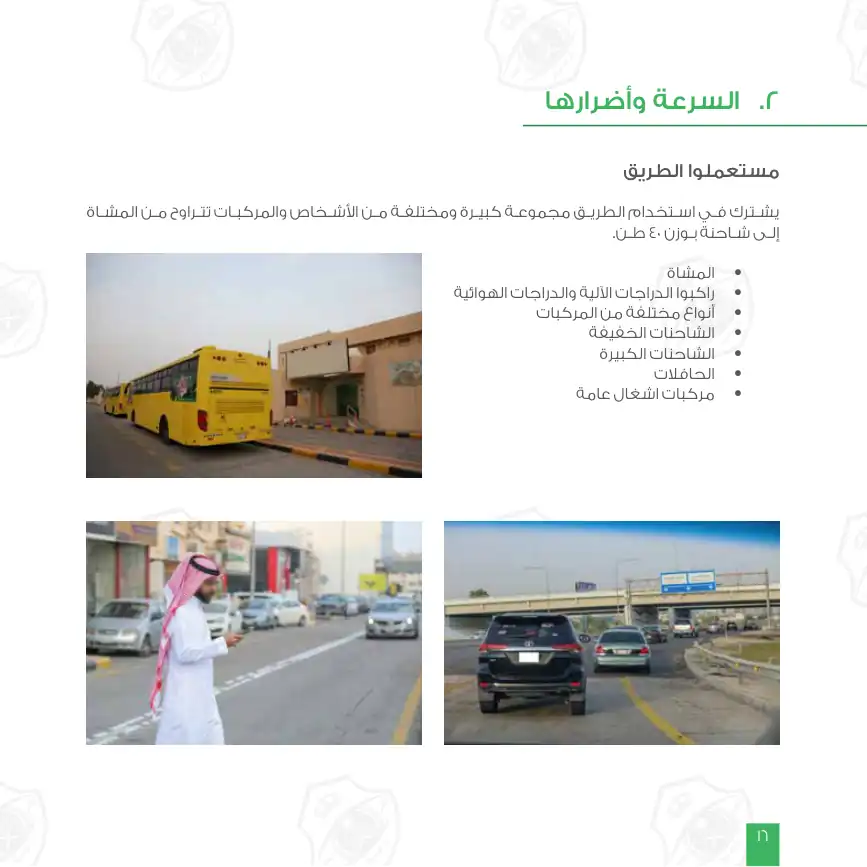 ٢. السرعة وأضرارها
مستعملوا الطريق
يشترك في استخدام الطريق مجموعة كبيرة ومختلفة من الأشخاص والمركبات تتراوح من المشاة
إلى شاحنة بوزن ٤٠ طن.
• المشاة
• راكبوا الدراجات الآلية والدراجات الهوائية
• أنواع مختلفة من المركبات
• الشاحنات الخفيفة
• الشاحنات الكبيرة
• الحافلات
• مركبات اشغال عامة
١٦